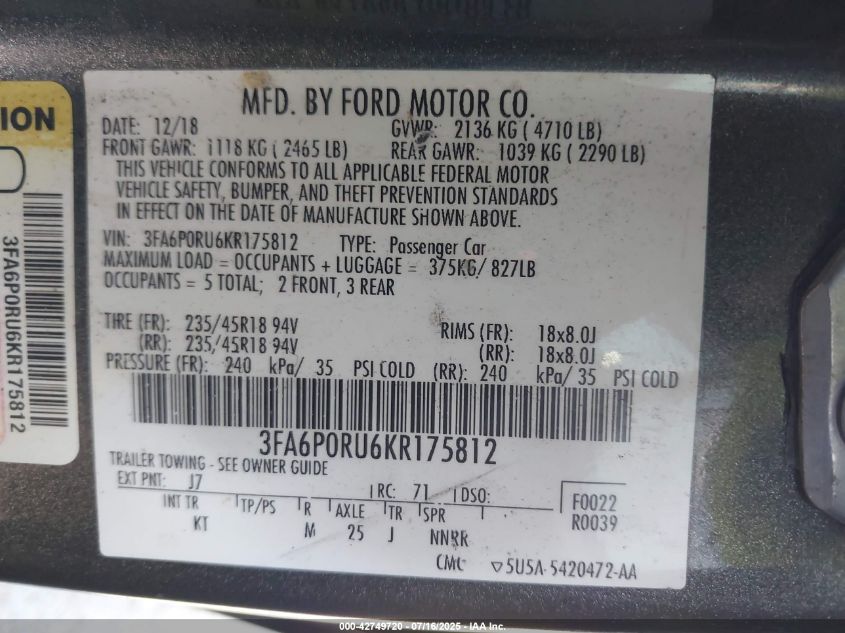 MFD. BY FORD MOTOR CO.
DATE: 12/18 GVWR: 2136 KG ( 4710 LB)
FRONT GAWR: 1118 KG ( 2465 LB) REAR GAWR: 1039 KG ( 2290 LB)
THIS VEHICLE CONFORMS TO ALL APPLICABLE FEDERAL MOTOR
VEHICLE SAFETY, BUMPER, AND THEFT PREVENTION STANDARDS
IN EFFECT ON THE DATE OF MANUFACTURE SHOWN ABOVE.
VIN: 3FA6P0RU6KR175812 TYPE: Passenger Car
MAXIMUM LOAD = OCCUPANTS + LUGGAGE = 375KG/ 827LB
OCCUPANTS = 5 TOTAL; 2 FRONT, 3 REAR
TIRE (FR): 235/45R18 94V RIMS (FR): 18x8.0J
(RR): 235/45R18 94V (RR): 18x8.0J
PRESSURE (FR): 240 kPa/ 35 PSI COLD (RR): 240 kPa/ 35 PSI COLD
3FA6P0RU6KR175812
TRAILER TOWING - SEE OWNER GUIDE
EXT PNT: J7 RC: 71 DSO: F0022
INT TR TP/PS R AXLE TR SPR R0039
KT M 25 J NNRR
CMC ▽5U5A-5420472-AA
ION
3FA6P0RU6KR175812
000-42749720 - 07/16/2025 - IAA Inc.